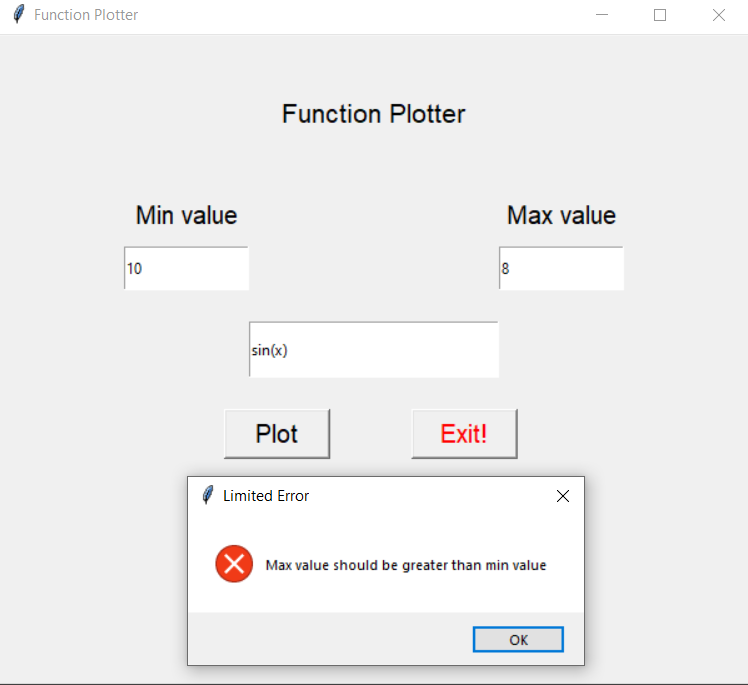 Function Plotter
Function Plotter
Min value
Max value
10
8
sin(x)
Plot
Exit!
Limited Error
Max value should be greater than min value
OK